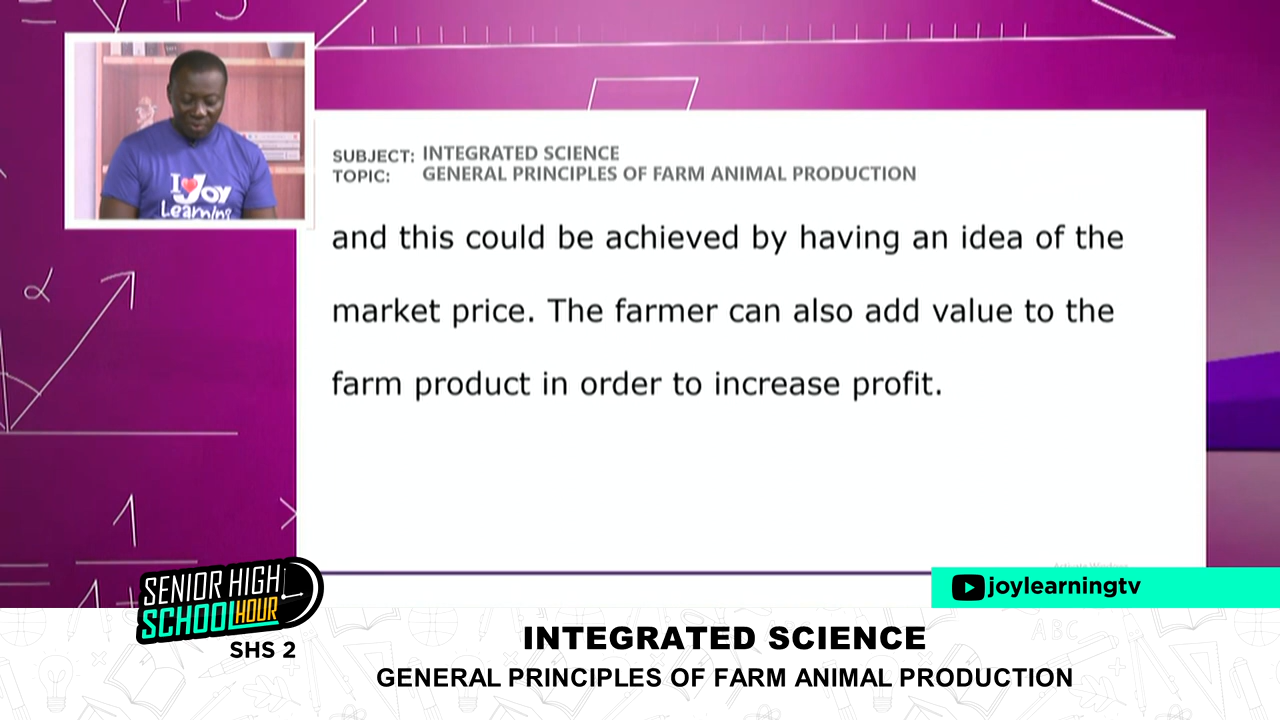 I ♥ Joy
Learning
SUBJECT: INTEGRATED SCIENCE
TOPIC: GENERAL PRINCIPLES OF FARM ANIMAL PRODUCTION
and this could be achieved by having an idea of the
market price. The farmer can also add value to the
farm product in order to increase profit.
α
1
SENIOR HIGH
SCHOOL HOUR
SHS 2
joylearningtv
ABC
INTEGRATED SCIENCE
GENERAL PRINCIPLES OF FARM ANIMAL PRODUCTION